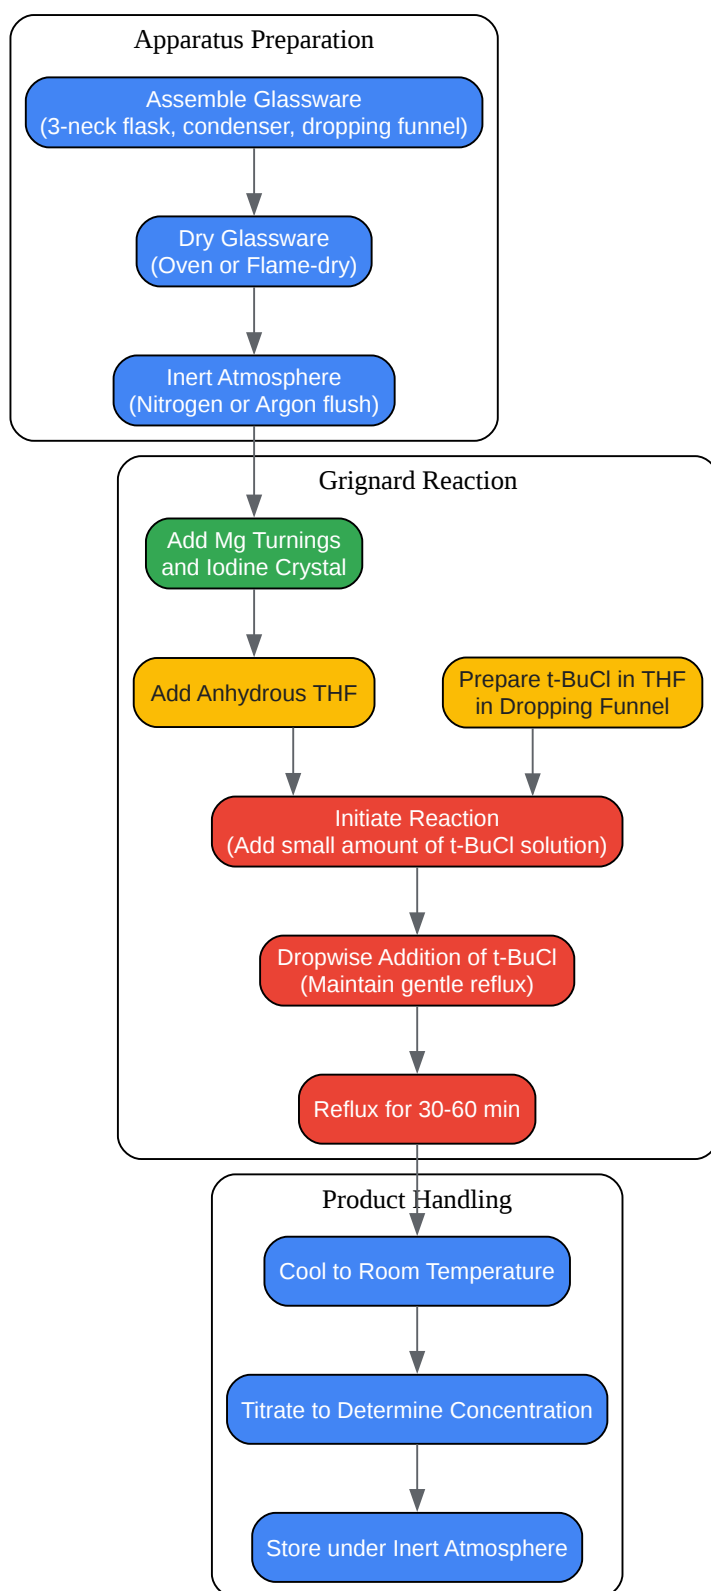 Apparatus Preparation
Assemble Glassware
(3-neck flask, condenser, dropping funnel)
Dry Glassware
(Oven or Flame-dry)
Inert Atmosphere
(Nitrogen or Argon flush)
Grignard Reaction
Add Mg Turnings
and Iodine Crystal
Add Anhydrous THF
Prepare t-BuCl in THF
in Dropping Funnel
Initiate Reaction
(Add small amount of t-BuCl solution)
Dropwise Addition of t-BuCl
(Maintain gentle reflux)
Reflux for 30-60 min
Product Handling
Cool to Room Temperature
Titrate to Determine Concentration
Store under Inert Atmosphere